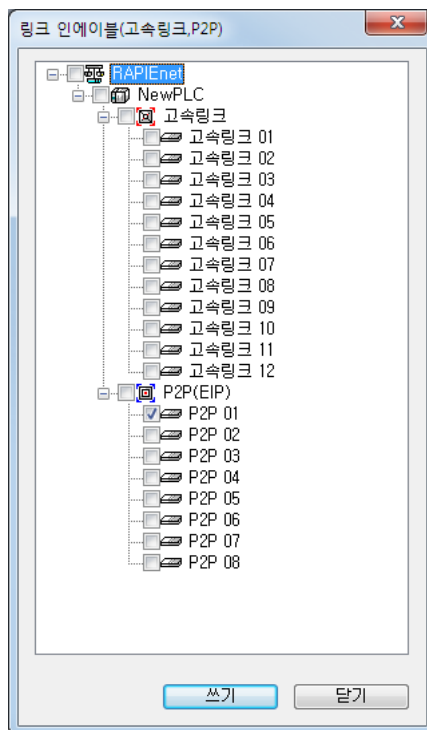 링크 인에이블(고속링크,P2P)
RAPIEnet
NewPLC
고속링크
고속링크 01
고속링크 02
고속링크 03
고속링크 04
고속링크 05
고속링크 06
고속링크 07
고속링크 08
고속링크 09
고속링크 10
고속링크 11
고속링크 12
P2P(EIP)
P2P 01
P2P 02
P2P 03
P2P 04
P2P 05
P2P 06
P2P 07
P2P 08
쓰기 닫기